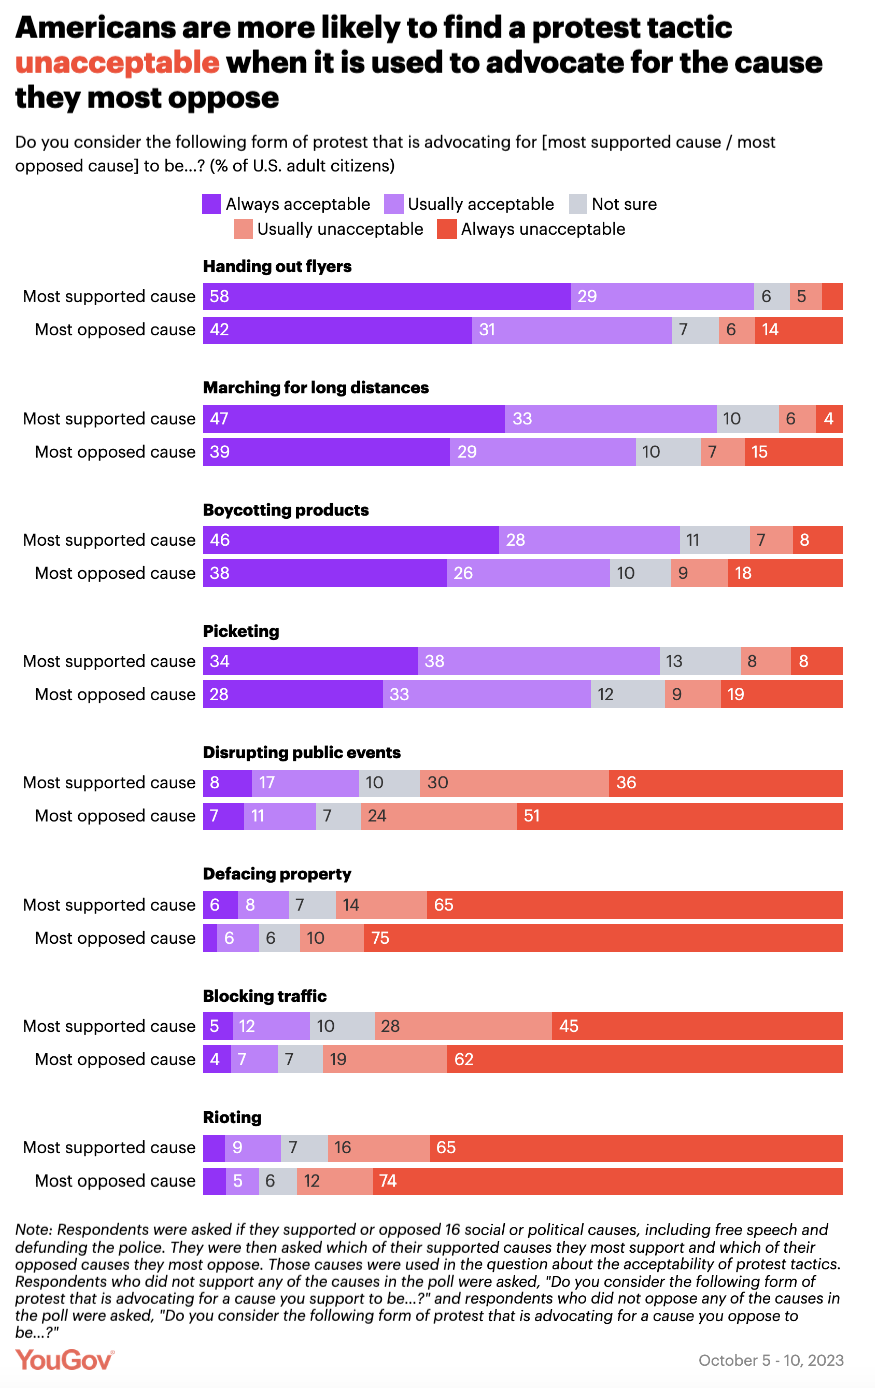 Americans are more likely to find a protest tactic
unacceptable when it is used to advocate for the cause
they most oppose
Do you consider the following form of protest that is advocating for [most supported cause / most
opposed cause] to be...? (% of U.S. adult citizens)
Always acceptable Usually acceptable Not sure
Usually unacceptable Always unacceptable
Handing out flyers
Most supported cause 58 29 6 5
Most opposed cause 42 31 7 6 14
Marching for long distances
Most supported cause 47 33 10 6 4
Most opposed cause 39 29 10 7 15
Boycotting products
Most supported cause 46 28 11 7 8
Most opposed cause 38 26 10 9 18
Picketing
Most supported cause 34 38 13 8 8
Most opposed cause 28 33 12 9 19
Disrupting public events
Most supported cause 8 17 10 30 36
Most opposed cause 7 11 7 24 51
Defacing property
Most supported cause 6 8 7 14 65
Most opposed cause 6 6 10 75
Blocking traffic
Most supported cause 5 12 10 28 45
Most opposed cause 4 7 7 19 62
Rioting
Most supported cause 9 7 16 65
Most opposed cause 5 6 12 74
Note: Respondents were asked if they supported or opposed 16 social or political causes, including free speech and
defunding the police. They were then asked which of their supported causes they most support and which of their
opposed causes they most oppose. Those causes were used in the question about the acceptability of protest tactics.
Respondents who did not support any of the causes in the poll were asked, "Do you consider the following form of
protest that is advocating for a cause you support to be...?" and respondents who did not oppose any of the causes in
the poll were asked, "Do you consider the following form of protest that is advocating for a cause you oppose to
be...?"
YouGov
October 5 - 10, 2023